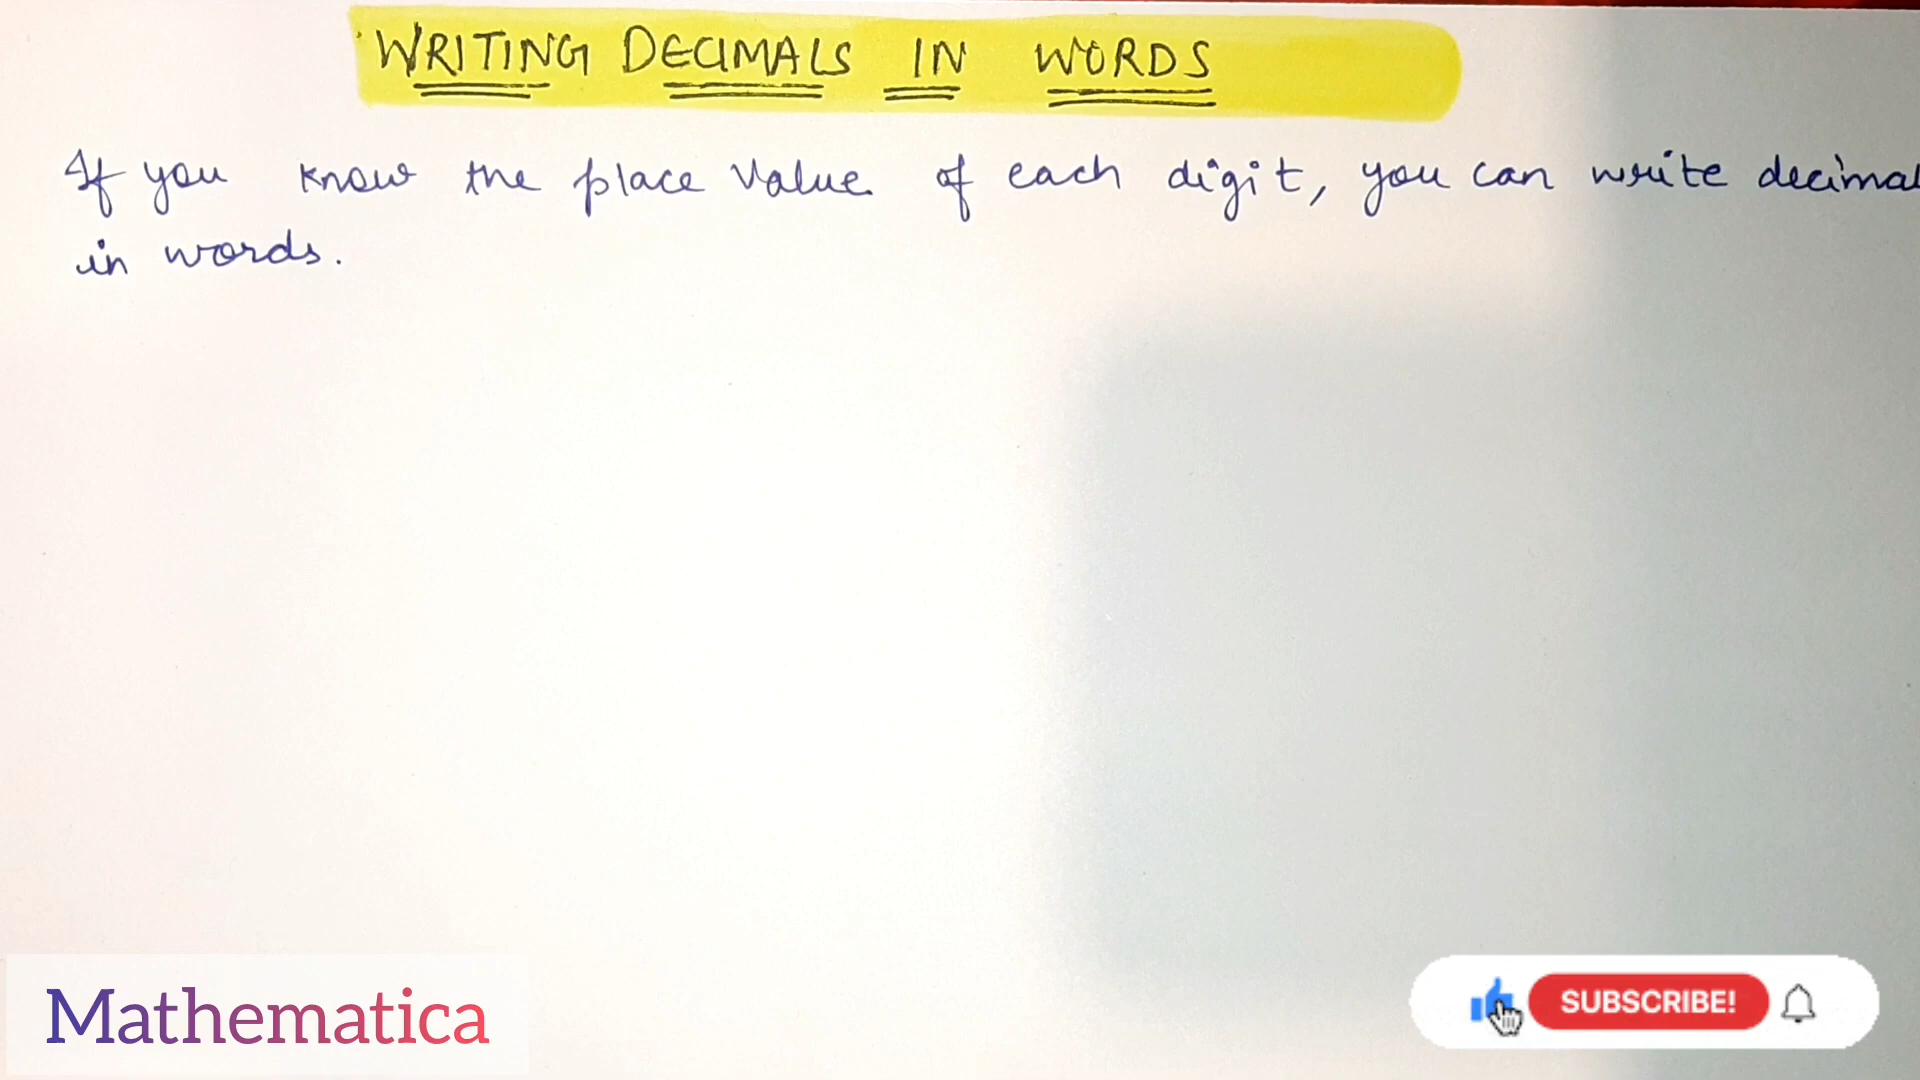 WRITING DECIMALS IN WORDS
If you know the place value of each digit, you can write decimal
in words.
Mathematica
SUBSCRIBE!